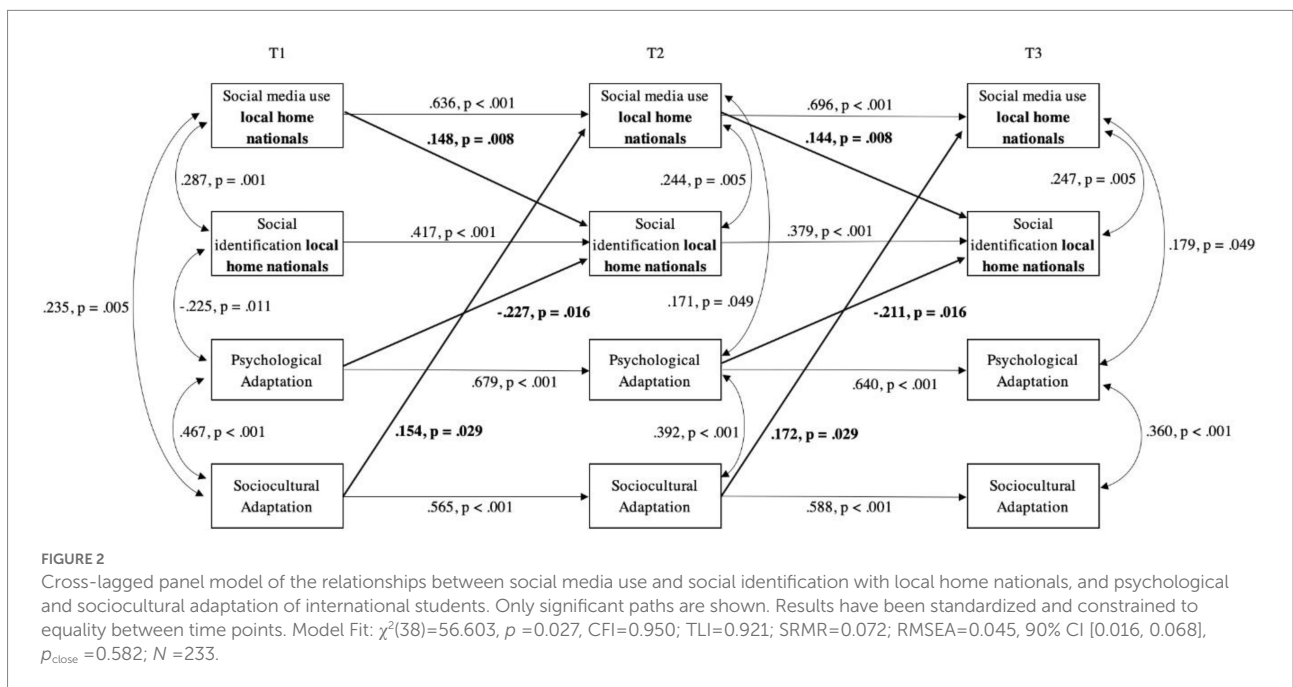 T1
T2
T3
Social media use
local home
nationals
.636, p < .001
Social media use
local home
nationals
.696, p < .001
Social media use
local home
nationals
.148, p = .008
.144, p = .008
.287, p = .001
.244, p = .005
.247, p = .005
Social
identification local
home nationals
.417, p < .001
Social
identification local
home nationals
.379, p < .001
Social
identification local
home nationals
.179, p = .049
.235, p = .005
-.225, p = .011
-.227, p = .016
.171, p = .049
-.211, p = .016
Psychological
Adaptation
.679, p < .001
Psychological
Adaptation
.640, p < .001
Psychological
Adaptation
.467, p < .001
.154, p = .029
.392, p < .001
.172, p = .029
.360, p < .001
Sociocultural
Adaptation
.565, p < .001
Sociocultural
Adaptation
.588, p < .001
Sociocultural
Adaptation
FIGURE 2
Cross-lagged panel model of the relationships between social media use and social identification with local home nationals, and psychological
and sociocultural adaptation of international students. Only significant paths are shown. Results have been standardized and constrained to
equality between time points. Model Fit: χ²(38)=56.603, p =0.027, CFI=0.950; TLI=0.921; SRMR=0.072; RMSEA=0.045, 90% CI [0.016, 0.068],
pclose =0.582; N =233.